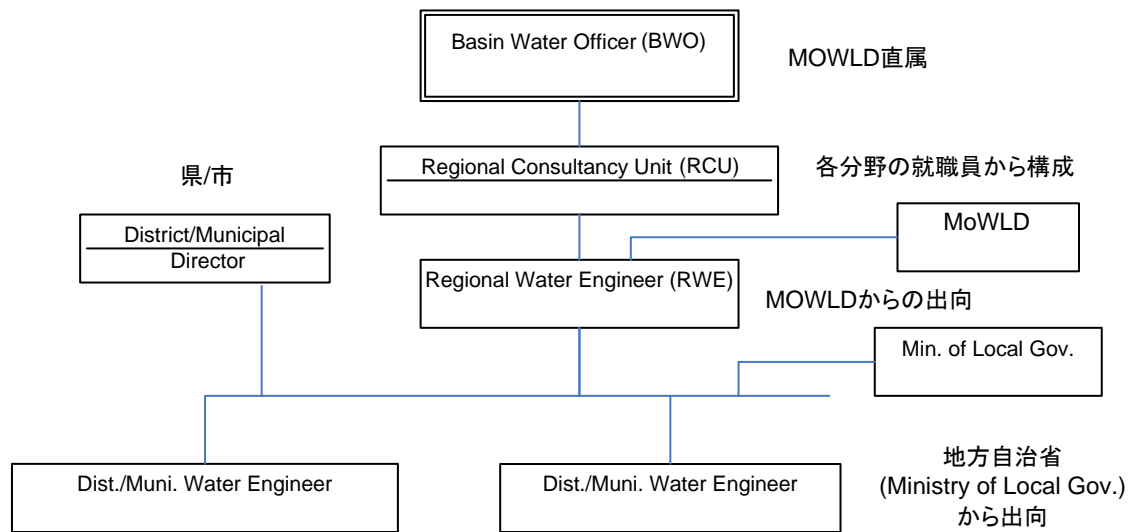 Basin Water Officer (BWO)
MOWLD直属
Regional Consultancy Unit (RCU)
各分野の就職員から構成
県/市
District/Municipal
Director
MoWLD
Regional Water Engineer (RWE)
MOWLDからの出向
Min. of Local Gov.
Dist./Muni. Water Engineer
Dist./Muni. Water Engineer
地方自治省
(Ministry of Local Gov.)
から出向